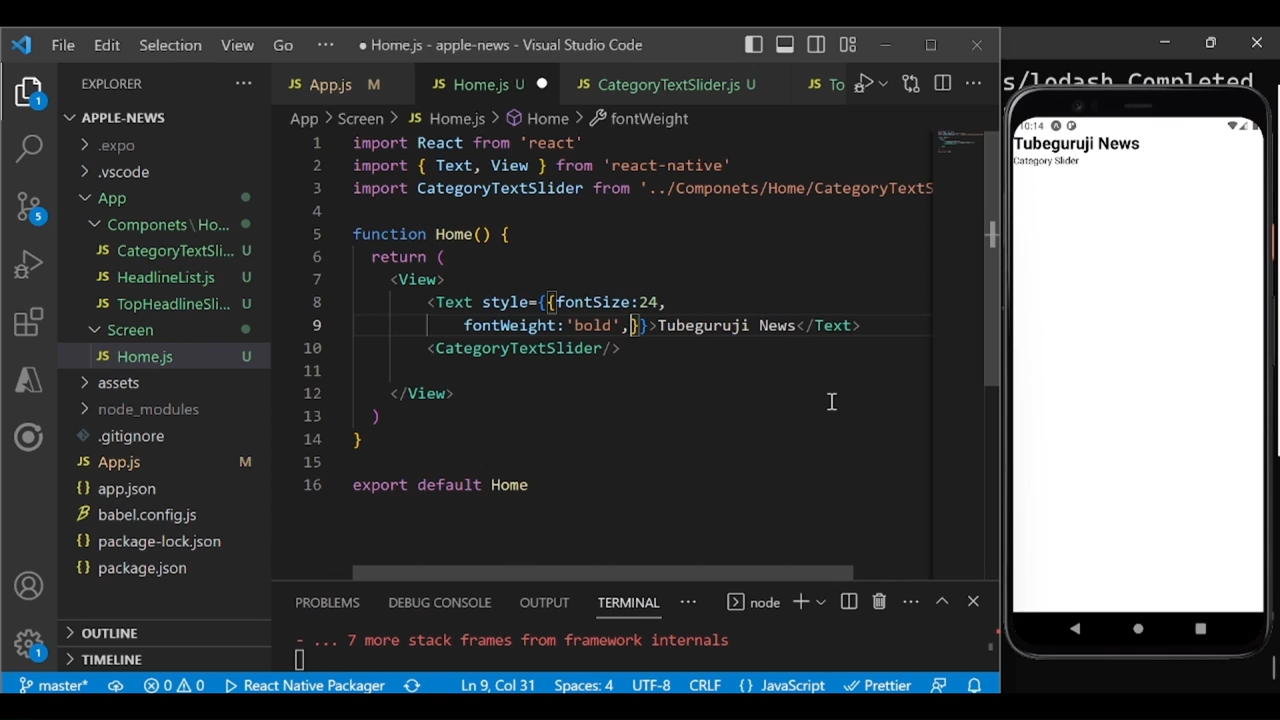 File Edit Selection View Go ··· ● Home.js - apple-news - Visual Studio Code
s/lodash Completed
EXPLORER ···
JS App.js M
JS Home.js U ●
JS CategoryTextSlider.js U
JS To
···
App > Screen > JS Home.js > Home > fontWeight
APPLE-NEWS
> .expo
> .vscode
App
Componets\Ho...
JS CategoryTextSli... U
JS HeadlineList.js U
JS TopHeadlineSli... U
Screen
JS Home.js U
> assets
> node_modules
.gitignore
JS App.js M
{} app.json
babel.config.js
{} package-lock.json
{} package.json
> OUTLINE
> TIMELINE
1
5
1
1 import React from 'react'
2 import { Text, View } from 'react-native'
3 import CategoryTextSlider from '../Componets/Home/CategoryTextS
4
5 function Home() {
6 return (
7 <View>
8 <Text style={{fontSize:24,
9 fontWeight:'bold',}}>Tubeguruji News</Text>
10 <CategoryTextSlider/>
11
12 </View>
13 )
14 }
15
16 export default Home
PROBLEMS DEBUG CONSOLE OUTPUT TERMINAL ··· node ···
- ... 7 more stack frames from framework internals
master* 0 0 React Native Packager Ln 9, Col 31 Spaces: 4 UTF-8 CRLF {} JavaScript Prettier
10:14
Tubeguruji News
Category Slider